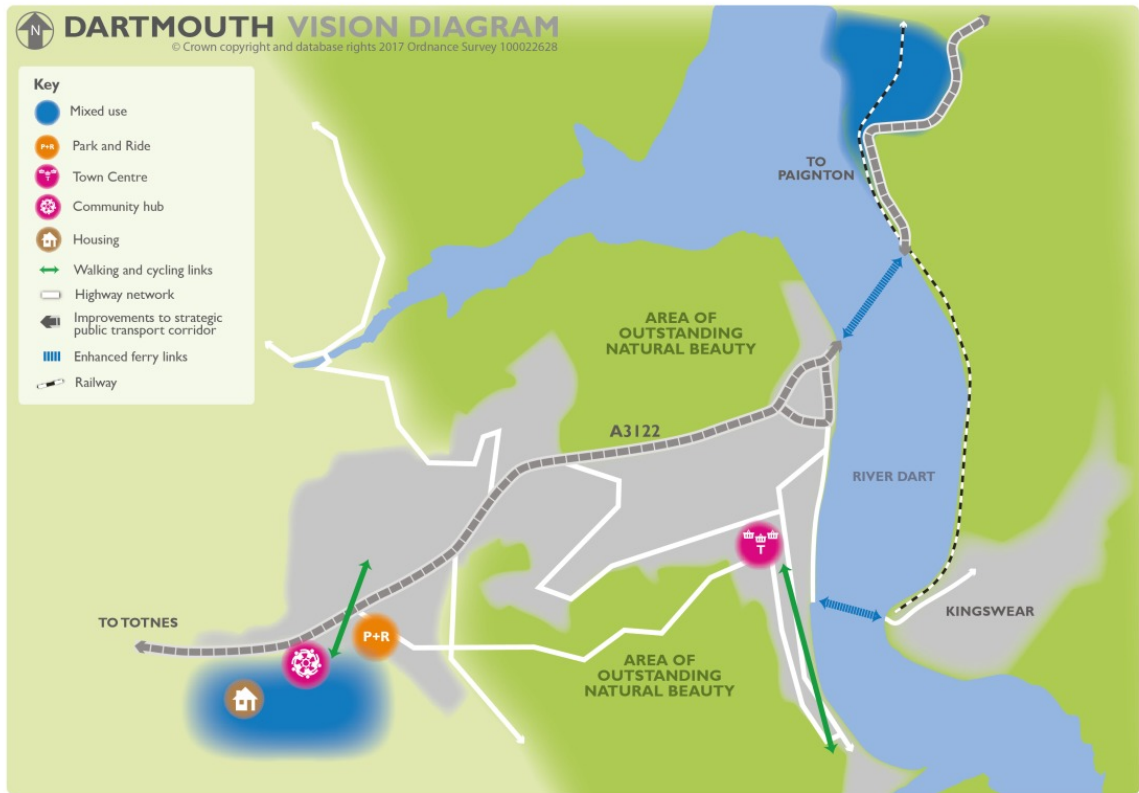 N
DARTMOUTH VISION DIAGRAM
© Crown copyright and database rights 2017 Ordnance Survey 100022628
Key
Mixed use
P+R
Park and Ride
T
Town Centre
Community hub
Housing
Walking and cycling links
Highway network
Improvements to strategic
public transport corridor
Enhanced ferry links
Railway
TO
PAIGNTON
AREA OF
OUTSTANDING
NATURAL BEAUTY
A3122
RIVER DART
T
KINGSWEAR
TO TOTNES
P+R
AREA OF
OUTSTANDING
NATURAL BEAUTY